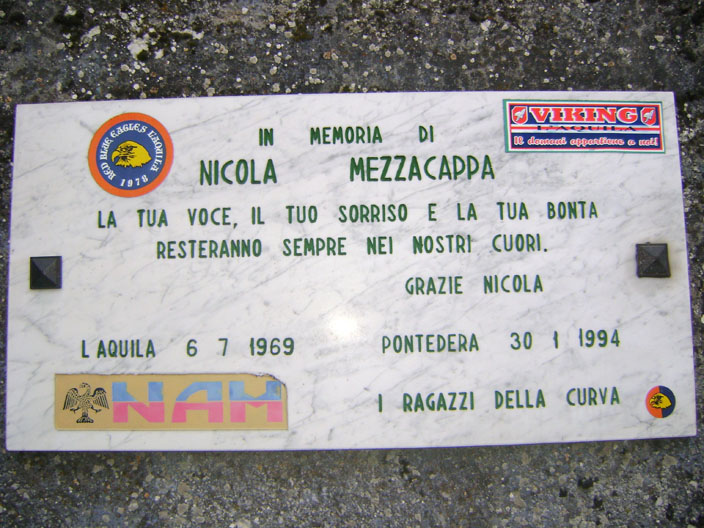 RED BLUE EAGLES L'AQUILA
1978
VIKING
L'AQUILA
Il domani appartiene a noi!
IN MEMORIA DI
NICOLA MEZZACAPPA
LA TUA VOCE, IL TUO SORRISO E LA TUA BONTA
RESTERANNO SEMPRE NEI NOSTRI CUORI.
GRAZIE NICOLA
L'AQUILA 6 7 1969 PONTEDERA 30 1 1994
NAH
I RAGAZZI DELLA CURVA